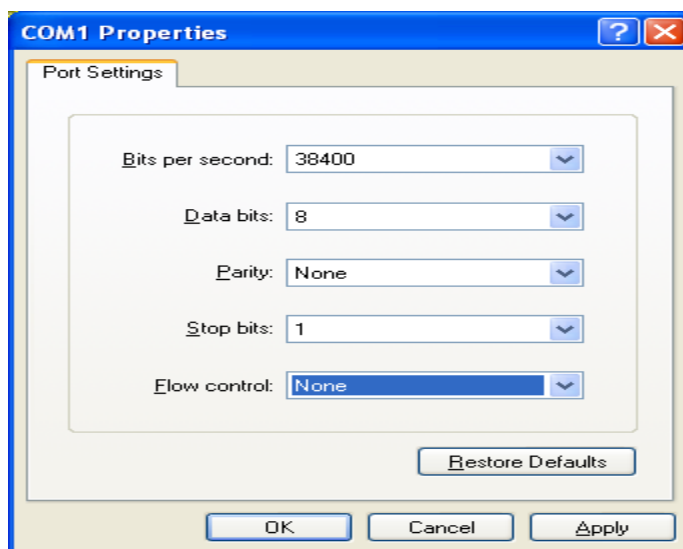 COM1 Properties
Port Settings
Bits per second: 38400
Data bits: 8
Parity: None
Stop bits: 1
Flow control: None
Restore Defaults
OK Cancel Apply